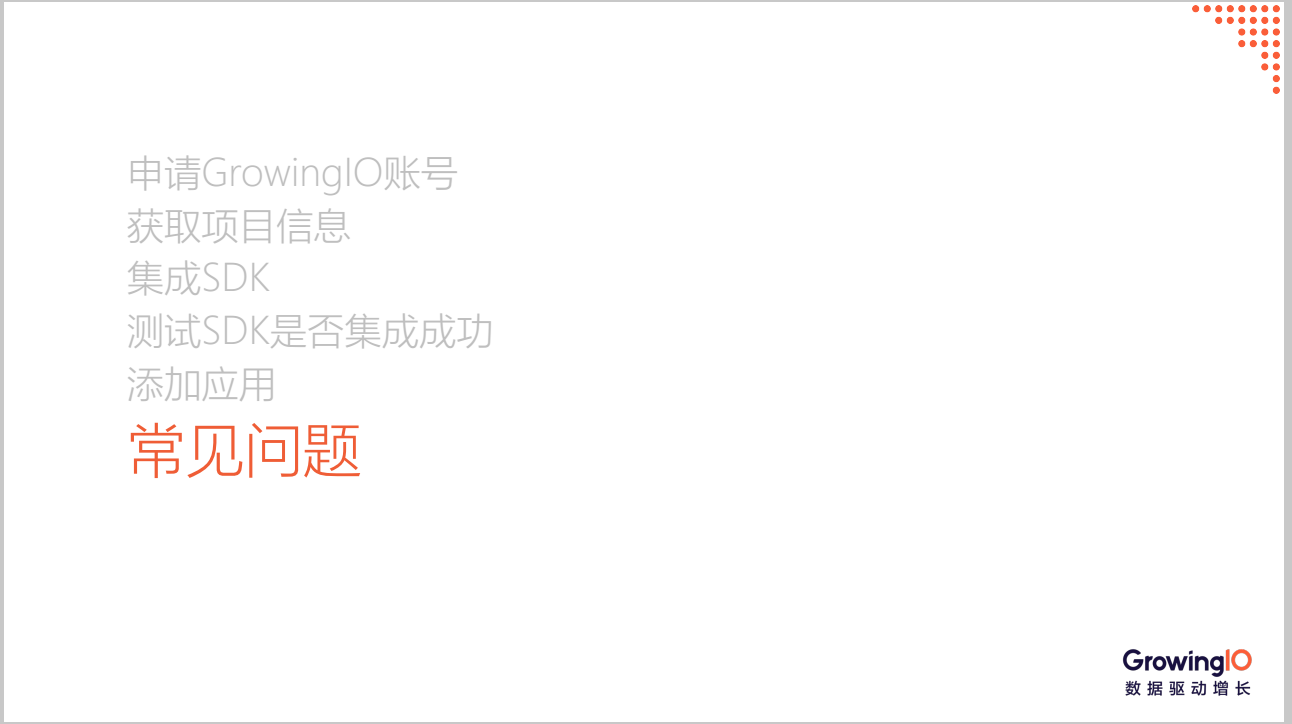 申请GrowingIO账号
获取项目信息
集成SDK
测试SDK是否集成成功
添加应用
常见问题
GrowingIO
数据驱动增长